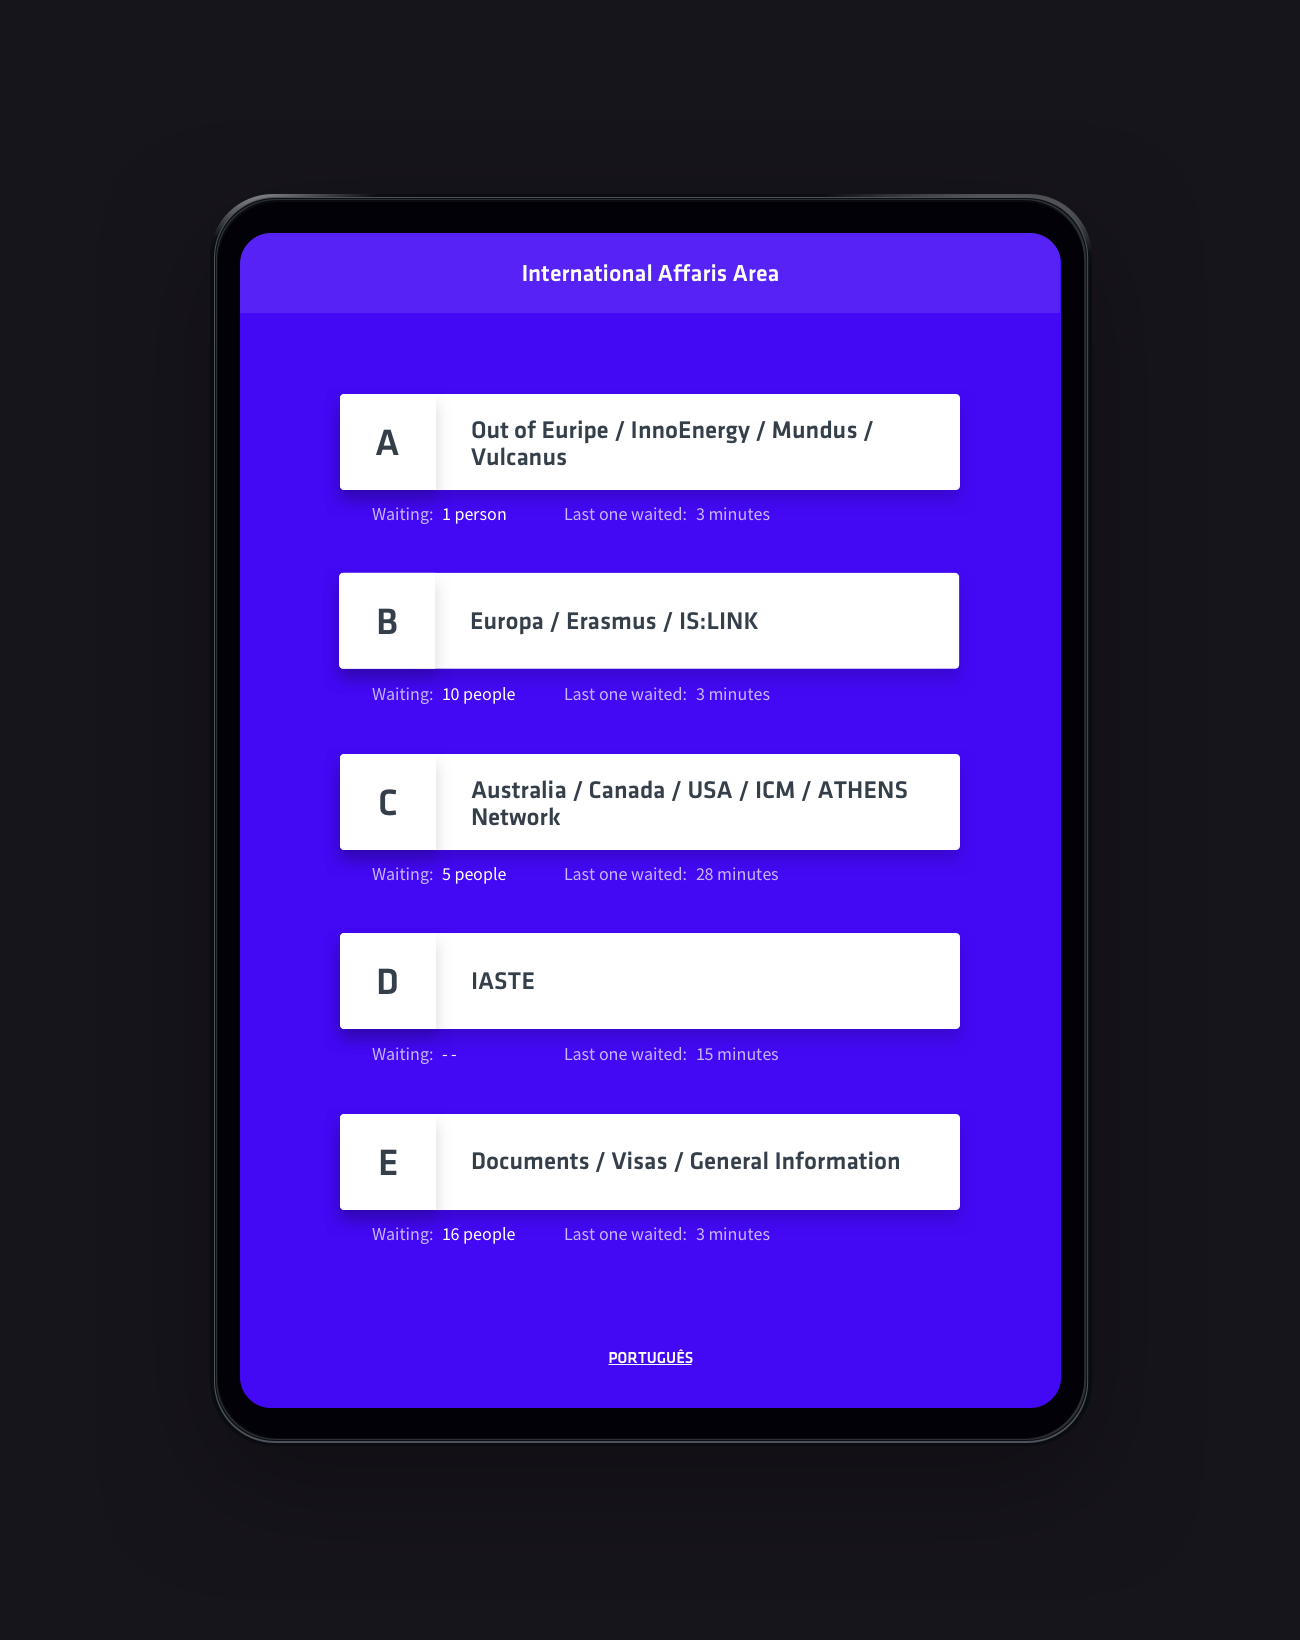 International Affaris Area
A
Out of Euripe / InnoEnergy / Mundus /
Vulcanus
Waiting: 1 person Last one waited: 3 minutes
B
Europa / Erasmus / IS:LINK
Waiting: 10 people Last one waited: 3 minutes
C
Australia / Canada / USA / ICM / ATHENS
Network
Waiting: 5 people Last one waited: 28 minutes
D
IASTE
Waiting: - - Last one waited: 15 minutes
E
Documents / Visas / General Information
Waiting: 16 people Last one waited: 3 minutes
PORTUGUÊS